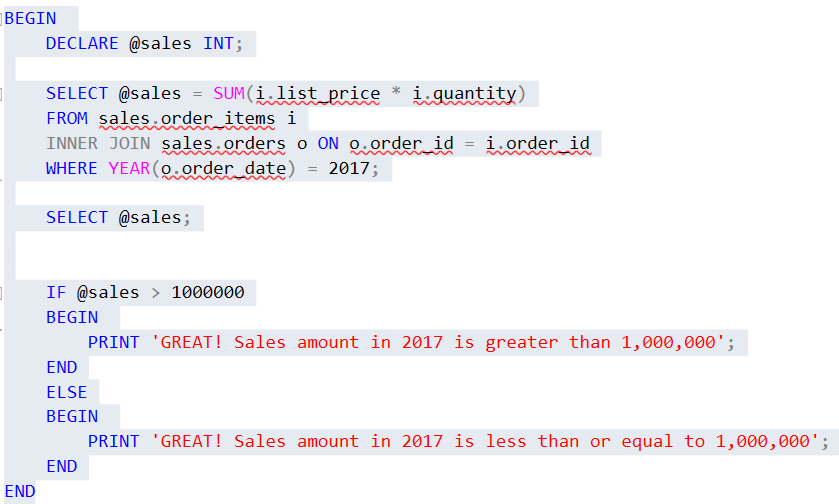 BEGIN
DECLARE @sales INT;
SELECT @sales = SUM(i.list_price * i.quantity)
FROM sales.order_items i
INNER JOIN sales.orders o ON o.order_id = i.order_id
WHERE YEAR(o.order_date) = 2017;
SELECT @sales;
IF @sales > 1000000
BEGIN
PRINT 'GREAT! Sales amount in 2017 is greater than 1,000,000';
END
ELSE
BEGIN
PRINT 'GREAT! Sales amount in 2017 is less than or equal to 1,000,000';
END
END